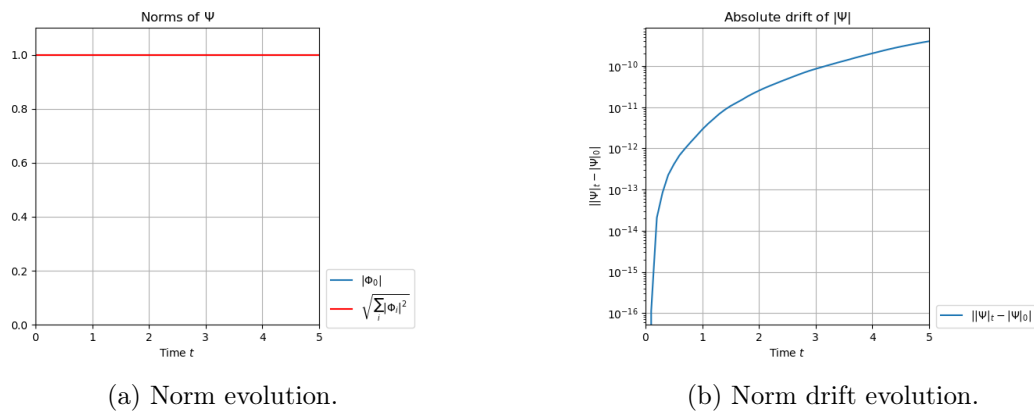 Norms of Ψ
1.0
0.8
0.6
0.4
0.2
0.0
0 1 2 3 4 5
Time t
|Φ₀|
√∑ᵢ|Φᵢ|²
(a) Norm evolution.
Absolute drift of |Ψ|
||Ψ|ₜ − |Ψ|₀|
10⁻¹⁰
10⁻¹¹
10⁻¹²
10⁻¹³
10⁻¹⁴
10⁻¹⁵
10⁻¹⁶
0 1 2 3 4 5
Time t
||Ψ|ₜ − |Ψ|₀|
(b) Norm drift evolution.